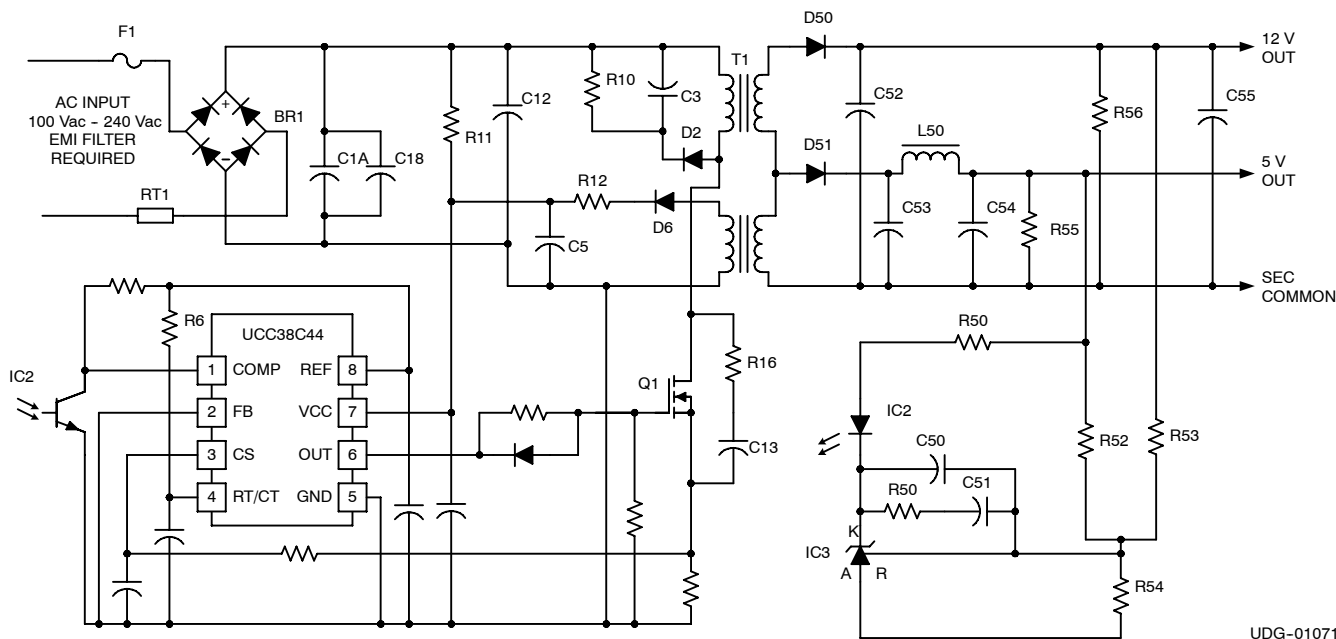 F1
D50
12 V
OUT
T1
+
BR1
AC INPUT
100 Vac - 240 Vac
EMI FILTER
REQUIRED
-
R10
C3
C12
R11
D2
C52
R56
C55
C1A
C18
D51
L50
5 V
OUT
RT1
R12
D6
C5
C53
C54
R55
SEC
COMMON
R6
UCC38C44
R50
IC2
1
COMP
REF
8
2
FB
VCC
7
3
CS
OUT
6
4
RT/CT
GND
5
Q1
R16
C13
IC2
R52
R53
C50
R50
C51
K
IC3
A
R
R54
UDG-01071